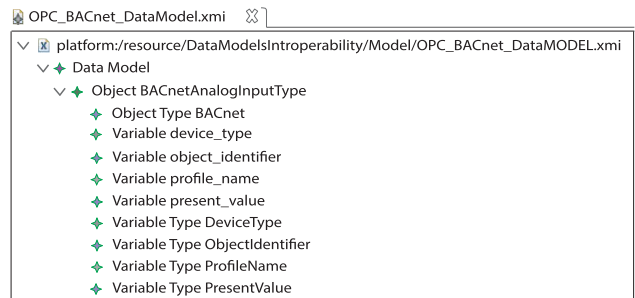 OPC_BACnet_DataModel.xmi
platform:/resource/DataModelsIntroperability/Model/OPC_BACnet_DataMODEL.xmi
Data Model
Object BACnetAnalogInputType
Object Type BACnet
Variable device_type
Variable object_identifier
Variable profile_name
Variable present_value
Variable Type DeviceType
Variable Type ObjectIdentifier
Variable Type ProfileName
Variable Type PresentValue